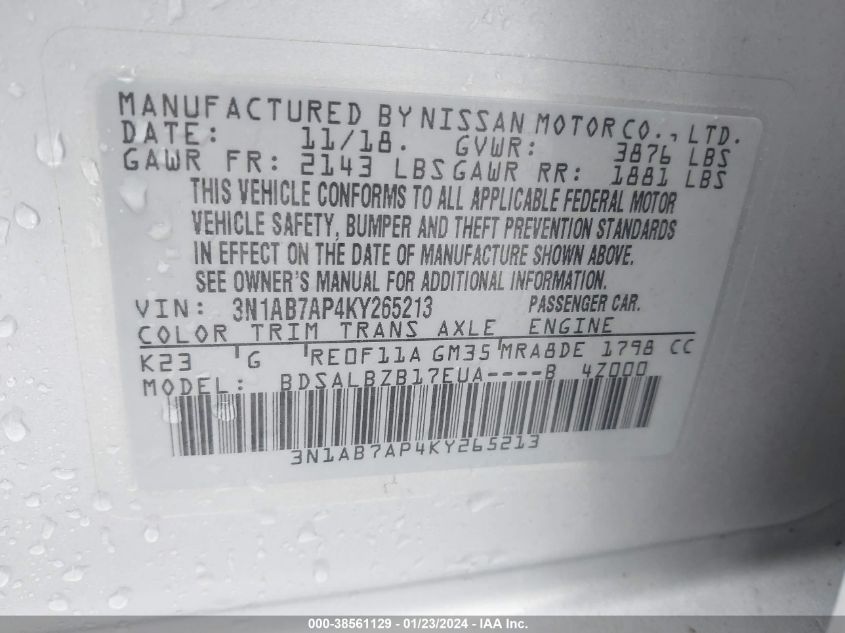 MANUFACTURED BY NISSAN MOTOR CO., LTD.
DATE: 11/18. GVWR: 3876 LBS
GAWR FR: 2143 LBS GAWR RR: 1881 LBS
THIS VEHICLE CONFORMS TO ALL APPLICABLE FEDERAL MOTOR
VEHICLE SAFETY, BUMPER AND THEFT PREVENTION STANDARDS
IN EFFECT ON THE DATE OF MANUFACTURE SHOWN ABOVE.
SEE OWNER'S MANUAL FOR ADDITIONAL INFORMATION.
VIN: 3N1AB7AP4KY265213 PASSENGER CAR.
COLOR TRIM TRANS AXLE ENGINE
K23 G RE0F11A GM35 MRA8DE 1798 CC
MODEL: BDSALBZB17EUA----B 4Z000
3N1AB7AP4KY265213
000-38561129 - 01/23/2024 - IAA Inc.